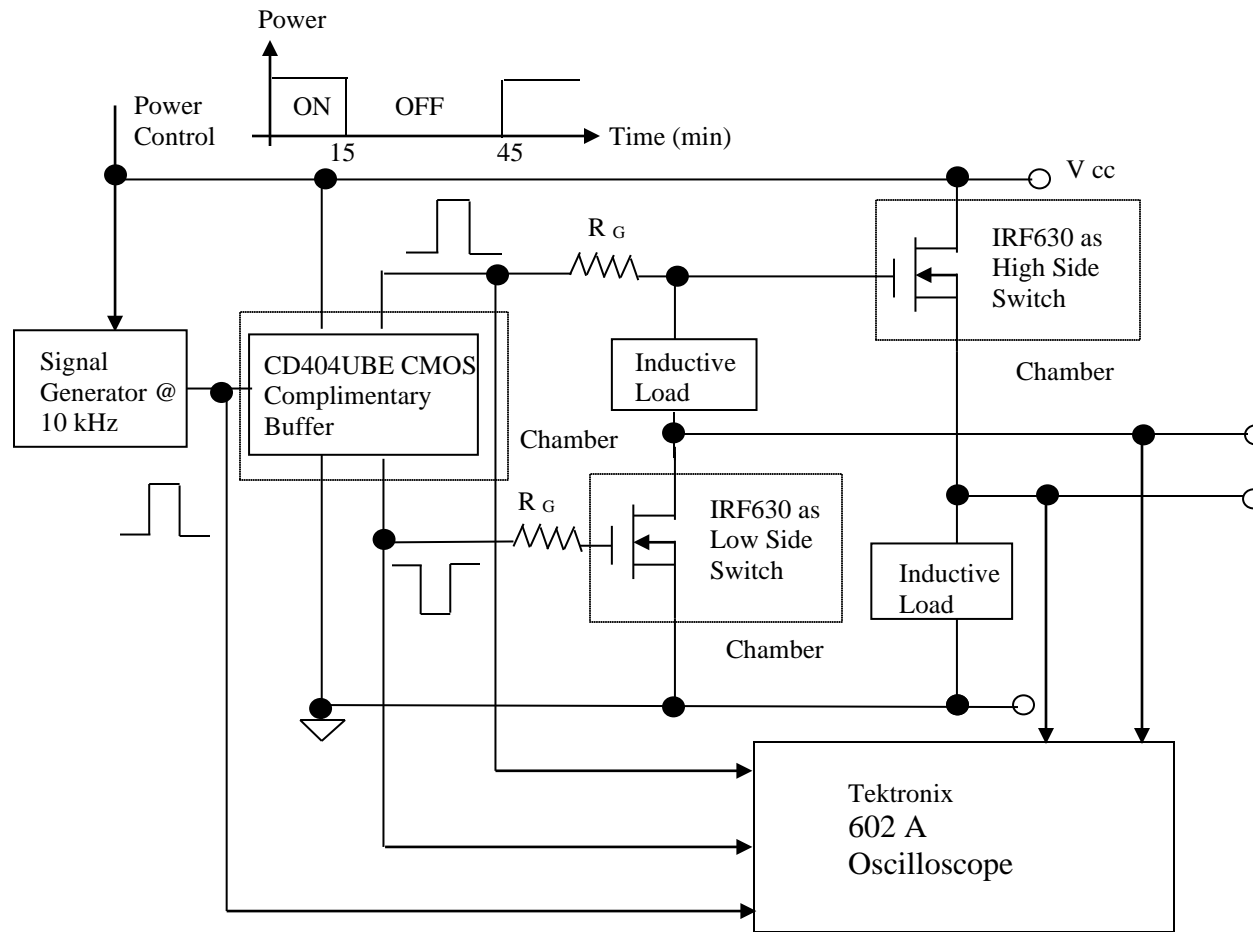 Power
Power
Control
ON
OFF
Time (min)
15
45
V cc
R G
IRF630 as
High Side
Switch
Chamber
Signal
Generator @
10 kHz
CD404UBE CMOS
Complimentary
Buffer
Chamber
Inductive
Load
R G
IRF630 as
Low Side
Switch
Chamber
Inductive
Load
Tektronix
602 A
Oscilloscope